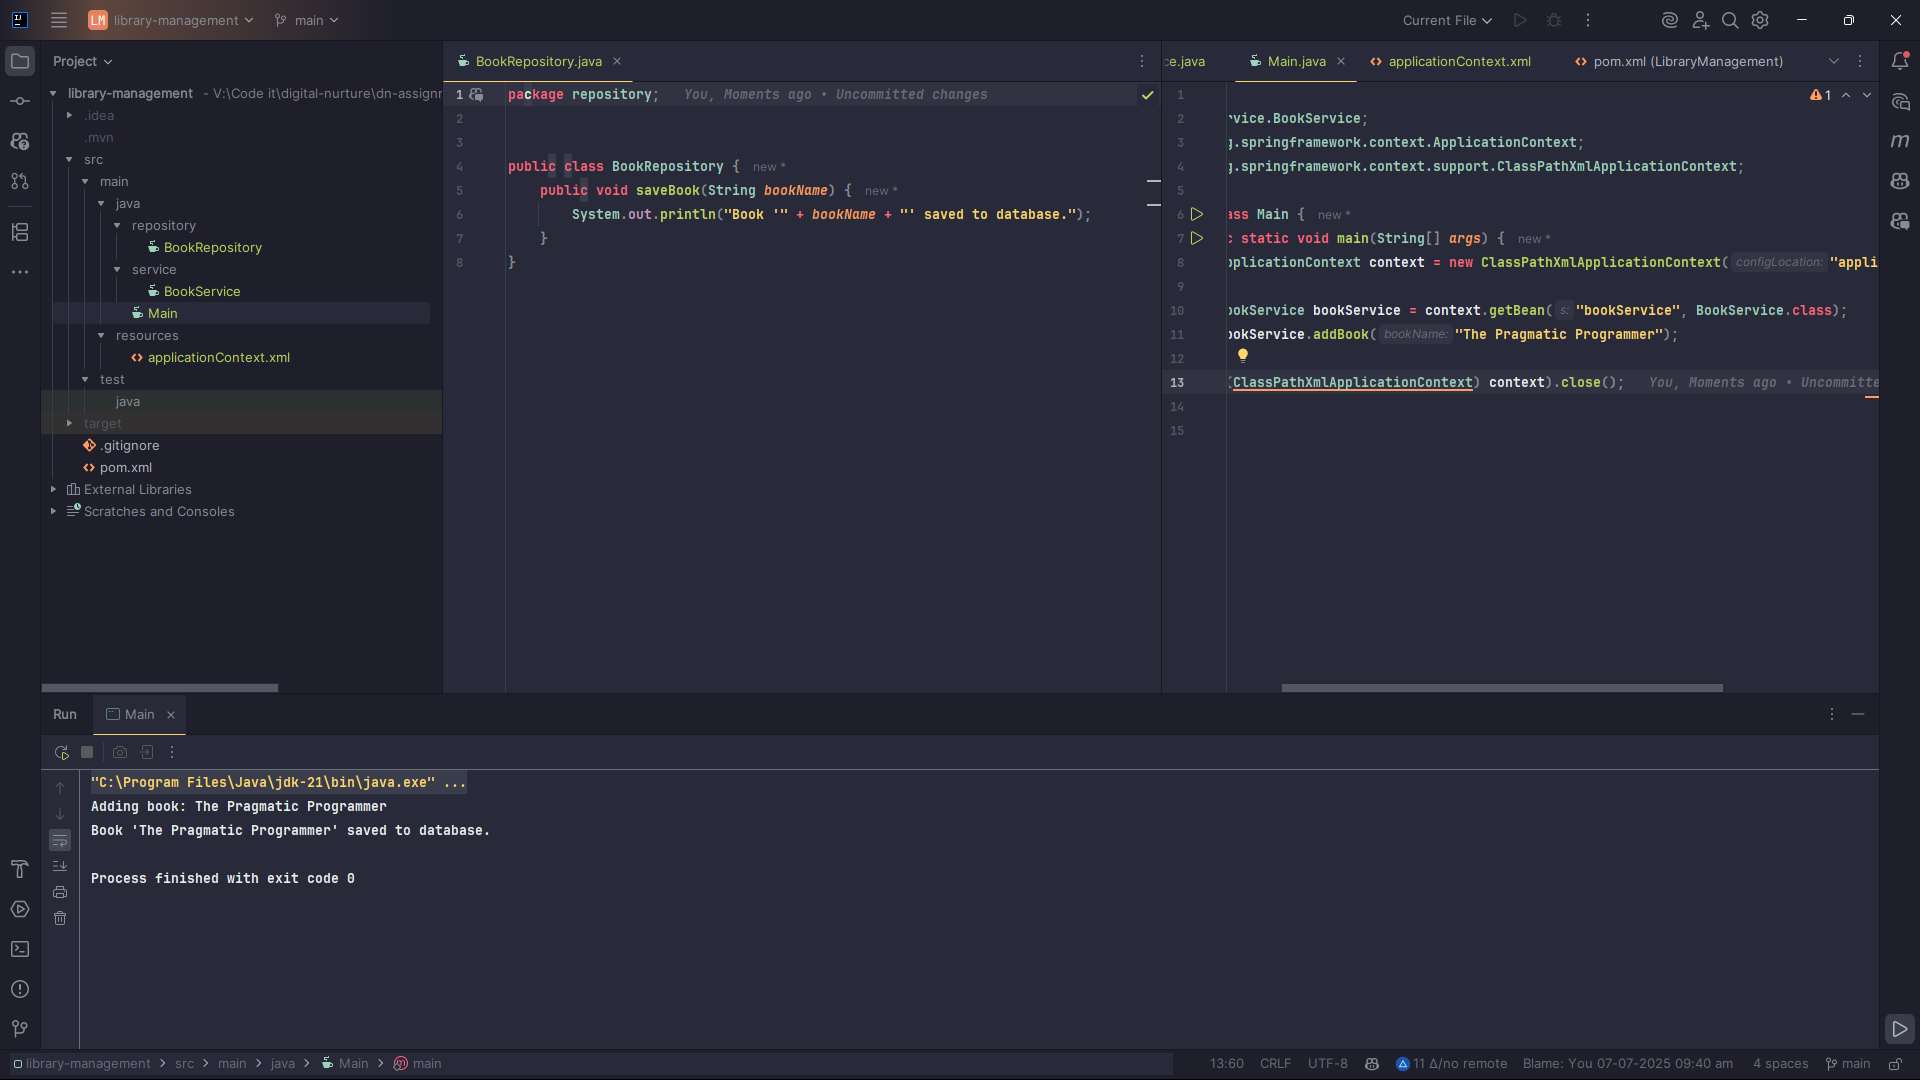 LM library-management main
Current File
Project
library-management - V:\Code it\digital-nurture\dn-assignr
.idea
.mvn
src
main
java
repository
BookRepository
service
BookService
Main
resources
applicationContext.xml
test
java
target
.gitignore
pom.xml
External Libraries
Scratches and Consoles
BookRepository.java
1 package repository; You, Moments ago • Uncommitted changes
2
3
4 public class BookRepository { new *
5 public void saveBook(String bookName) { new *
6 System.out.println("Book '" + bookName + "' saved to database.");
7 }
8 }
ce.java Main.java applicationContext.xml pom.xml (LibraryManagement)
1
1
2 rvice.BookService;
3 g.springframework.context.ApplicationContext;
4 g.springframework.context.support.ClassPathXmlApplicationContext;
5
6 ass Main { new *
7 c static void main(String[] args) { new *
8 pplicationContext context = new ClassPathXmlApplicationContext( configLocation: "appli
9
10 ookService bookService = context.getBean( s: "bookService", BookService.class);
11 ookService.addBook( bookName: "The Pragmatic Programmer");
12
13 (ClassPathXmlApplicationContext) context).close(); You, Moments ago • Uncommitte
14
15
Run Main
"C:\Program Files\Java\jdk-21\bin\java.exe" ...
Adding book: The Pragmatic Programmer
Book 'The Pragmatic Programmer' saved to database.
Process finished with exit code 0
library-management > src > main > java > Main > main
13:60 CRLF UTF-8 11 Δ/no remote Blame: You 07-07-2025 09:40 am 4 spaces main